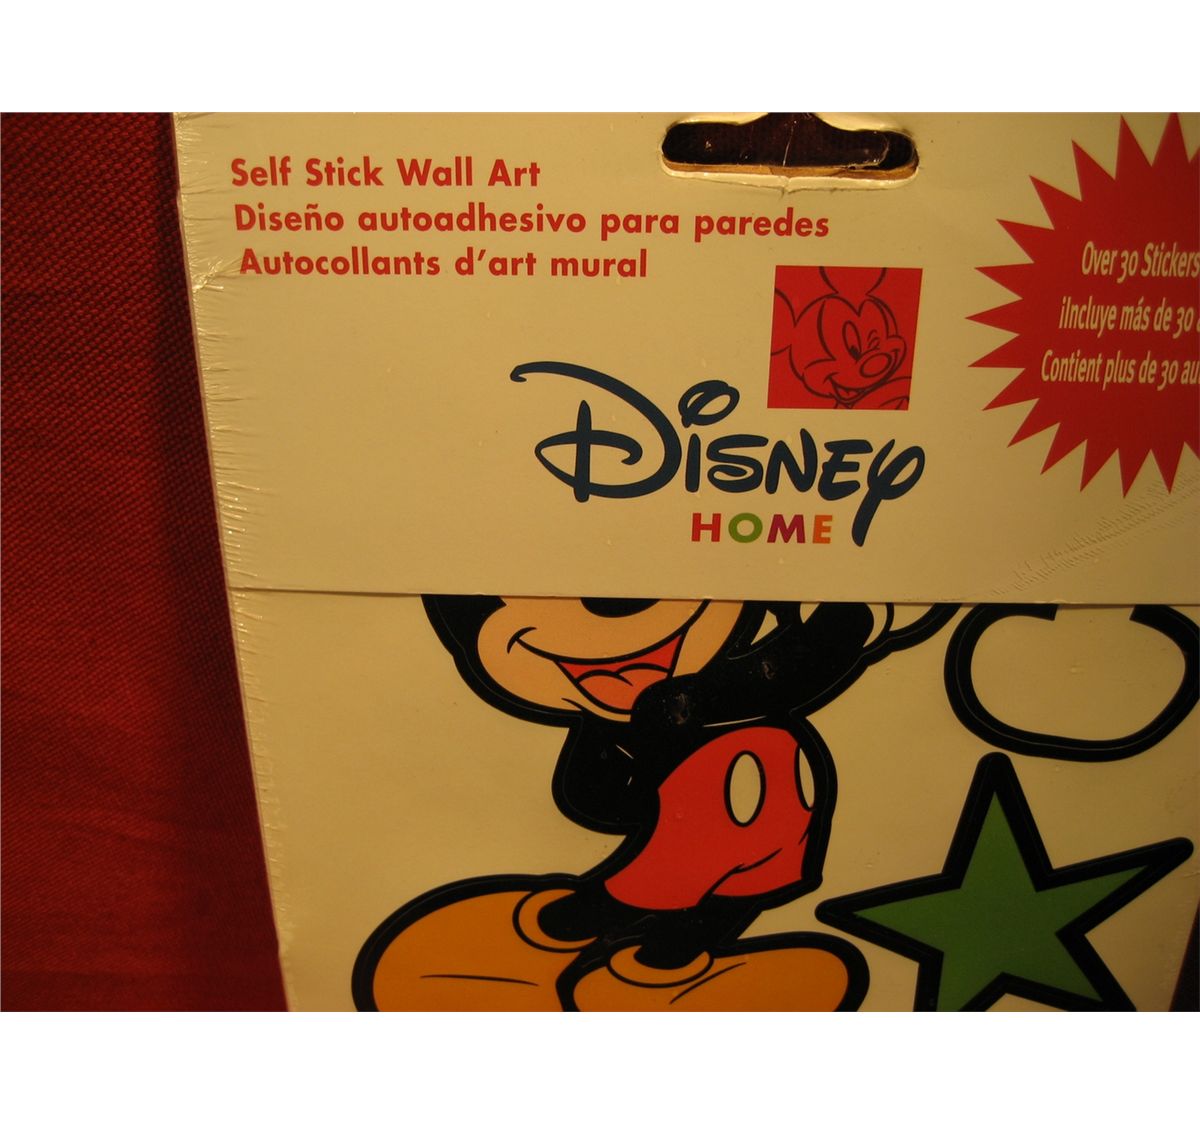 Self Stick Wall Art
Diseño autoadhesivo para paredes
Autocollants d'art mural
Over 30 Stickers
¡Incluye más de 30
Contient plus de 30
DISNEY
HOME